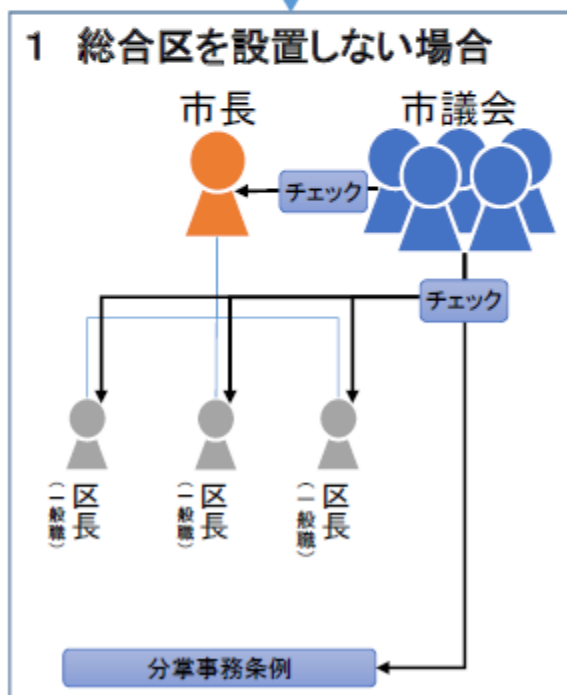 1 総合区を設置しない場合
市長
市議会
チェック
チェック
区長
(一般職)
区長
(一般職)
区長
(一般職)
分掌事務条例